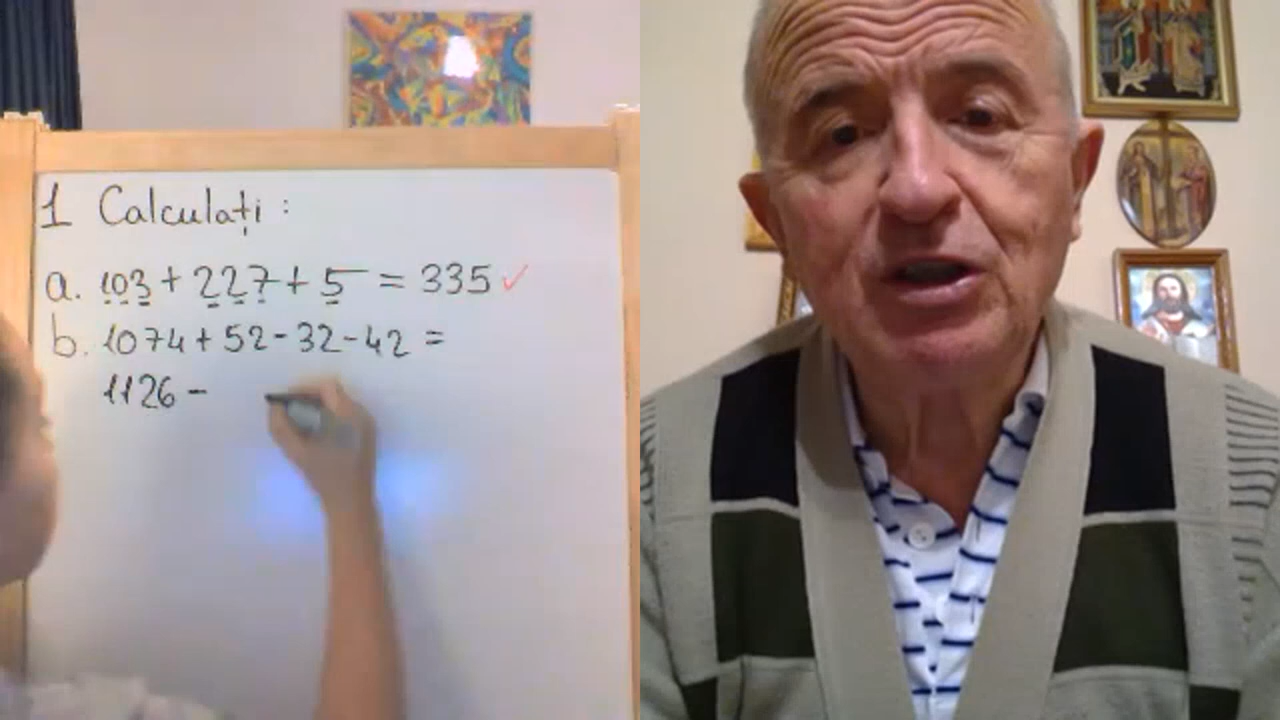 1 Calculați :
a. 103 + 227 + 5 = 335 ✓
b. 1074 + 52 - 32 - 42 =
1126 -